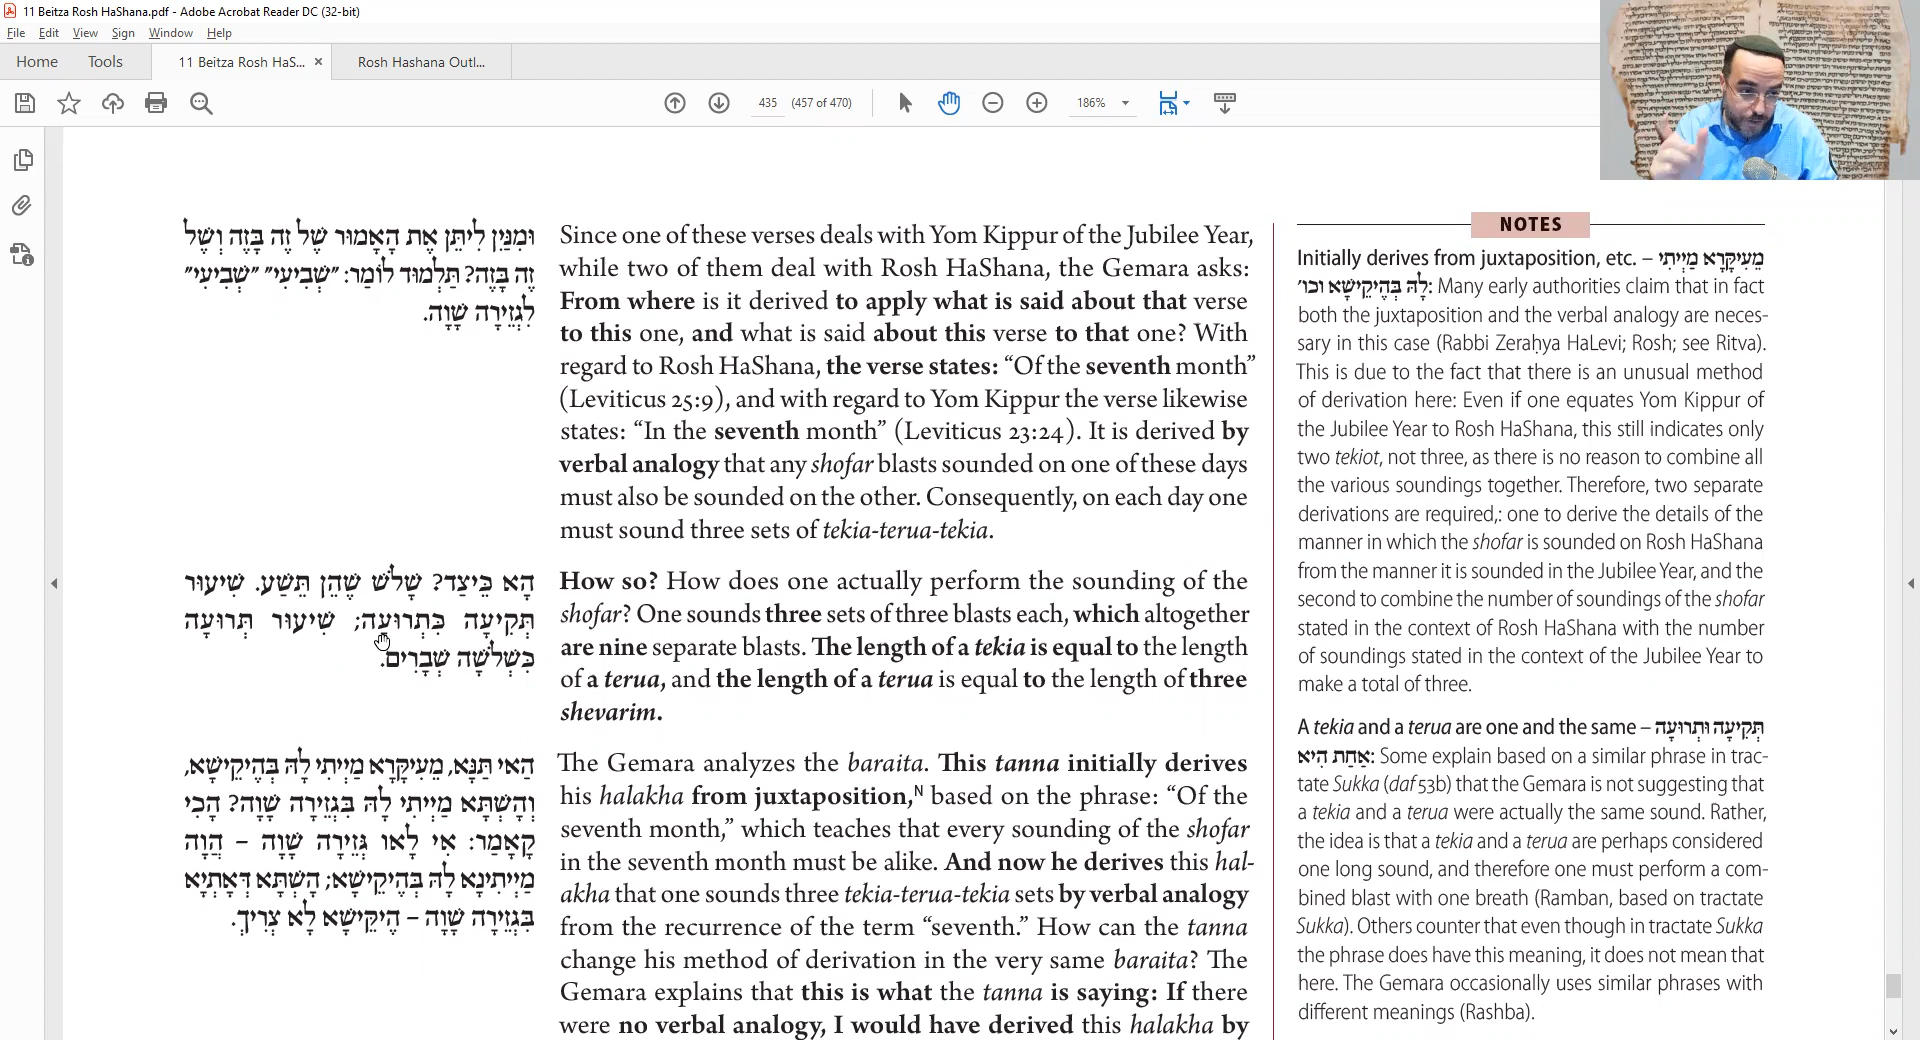 11 Beitza Rosh HaShana.pdf - Adobe Acrobat Reader DC (32-bit)
File Edit View Sign Window Help
Home Tools 11 Beitza Rosh HaS... × Rosh Hashana Outl...
435 (457 of 470) 186%
וּמִנַּיִן לִיתֵּן אֶת הָאָמוּר שֶׁל זֶה בָּזֶה וְשֶׁל
זֶה בָּזֶה? תַּלְמוּד לוֹמַר: ״שְׁבִיעִי״ ״שְׁבִיעִי״
לִגְזֵירָה שָׁוָה.
Since one of these verses deals with Yom Kippur of the Jubilee Year,
while two of them deal with Rosh HaShana, the Gemara asks:
From where is it derived to apply what is said about that verse
to this one, and what is said about this verse to that one? With
regard to Rosh HaShana, the verse states: “Of the seventh month”
(Leviticus 25:9), and with regard to Yom Kippur the verse likewise
states: “In the seventh month” (Leviticus 23:24). It is derived by
verbal analogy that any shofar blasts sounded on one of these days
must also be sounded on the other. Consequently, on each day one
must sound three sets of tekia-terua-tekia.
הָא כֵּיצַד? שָׁלֹשׁ שֶׁהֵן תֵּשַׁע. שִׁיעוּר
תְּקִיעָה כִּתְרוּעָה; שִׁיעוּר תְּרוּעָה
כִּשְׁלֹשָׁה שְׁבָרִים.
How so? How does one actually perform the sounding of the
shofar? One sounds three sets of three blasts each, which altogether
are nine separate blasts. The length of a tekia is equal to the length
of a terua, and the length of a terua is equal to the length of three
shevarim.
הַאי תַּנָּא, מֵעִיקָּרָא מַיְיתֵי לָהּ בְּהֶיקֵּישָׁא,
וְהָשְׁתָּא מַיְיתֵי לָהּ בִּגְזֵירָה שָׁוָה? הָכִי
קָאָמַר: אִי לָאו גְּזֵירָה שָׁוָה – הֲוָה
מַיְיתֵינָא לָהּ בְּהֶיקֵּישָׁא; הָשְׁתָּא דְּאָתְיָא
בִּגְזֵירָה שָׁוָה – הֶיקֵּישָׁא לָא צְרִיךְ.
The Gemara analyzes the baraita. This tanna initially derives
his halakha from juxtaposition,ᴺ based on the phrase: “Of the
seventh month,” which teaches that every sounding of the shofar
in the seventh month must be alike. And now he derives this hal-
akha that one sounds three tekia-terua-tekia sets by verbal analogy
from the recurrence of the term “seventh.” How can the tanna
change his method of derivation in the very same baraita? The
Gemara explains that this is what the tanna is saying: If there
were no verbal analogy, I would have derived this halakha by
NOTES
Initially derives from juxtaposition, etc. – מֵעִיקָּרָא מַיְיתֵי
לָהּ בְּהֶיקֵּישָׁא וכו׳: Many early authorities claim that in fact
both the juxtaposition and the verbal analogy are neces-
sary in this case (Rabbi Zeraḥya HaLevi; Rosh; see Ritva).
This is due to the fact that there is an unusual method
of derivation here: Even if one equates Yom Kippur of
the Jubilee Year to Rosh HaShana, this still indicates only
two tekiot, not three, as there is no reason to combine all
the various soundings together. Therefore, two separate
derivations are required,: one to derive the details of the
manner in which the shofar is sounded on Rosh HaShana
from the manner it is sounded in the Jubilee Year, and the
second to combine the number of soundings of the shofar
stated in the context of Rosh HaShana with the number
of soundings stated in the context of the Jubilee Year to
make a total of three.
A tekia and a terua are one and the same – תְּקִיעָה וּתְרוּעָה
אַחַת הִיא: Some explain based on a similar phrase in trac-
tate Sukka (daf 53b) that the Gemara is not suggesting that
a tekia and a terua were actually the same sound. Rather,
the idea is that a tekia and a terua are perhaps considered
one long sound, and therefore one must perform a com-
bined blast with one breath (Ramban, based on tractate
Sukka). Others counter that even though in tractate Sukka
the phrase does have this meaning, it does not mean that
here. The Gemara occasionally uses similar phrases with
different meanings (Rashba).